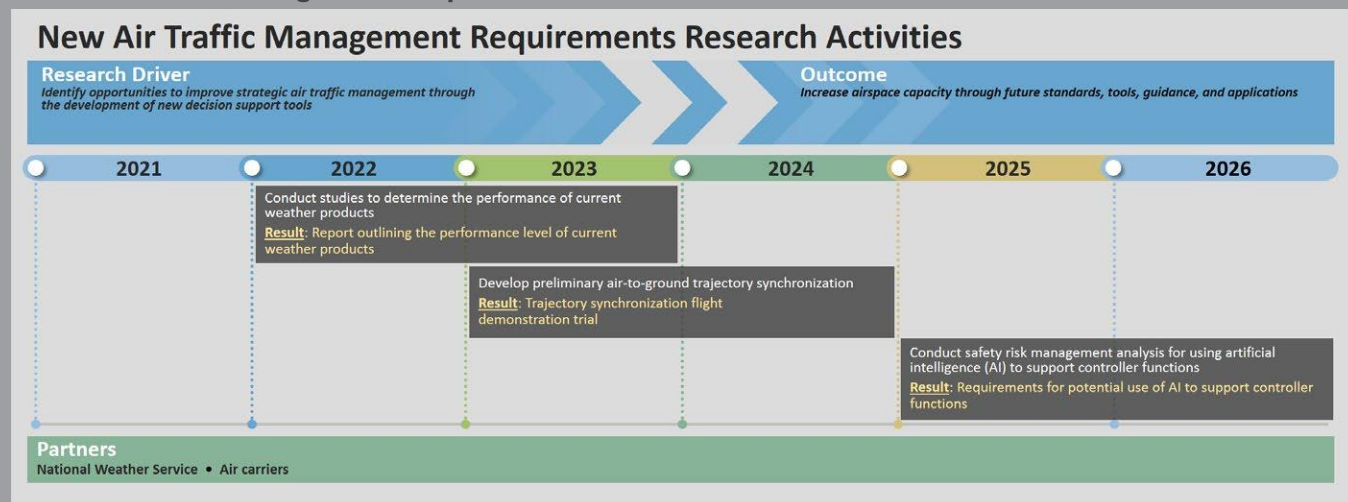 New Air Traffic Management Requirements Research Activities
Research Driver
Identify opportunities to improve strategic air traffic management through
the development of new decision support tools
Outcome
Increase airspace capacity through future standards, tools, guidance, and applications
2021 2022 2023 2024 2025 2026
Conduct studies to determine the performance of current
weather products
Result: Report outlining the performance level of current
weather products
Develop preliminary air-to-ground trajectory synchronization
Result: Trajectory synchronization flight
demonstration trial
Conduct safety risk management analysis for using artificial
intelligence (AI) to support controller functions
Result: Requirements for potential use of AI to support controller
functions
Partners
National Weather Service • Air carriers